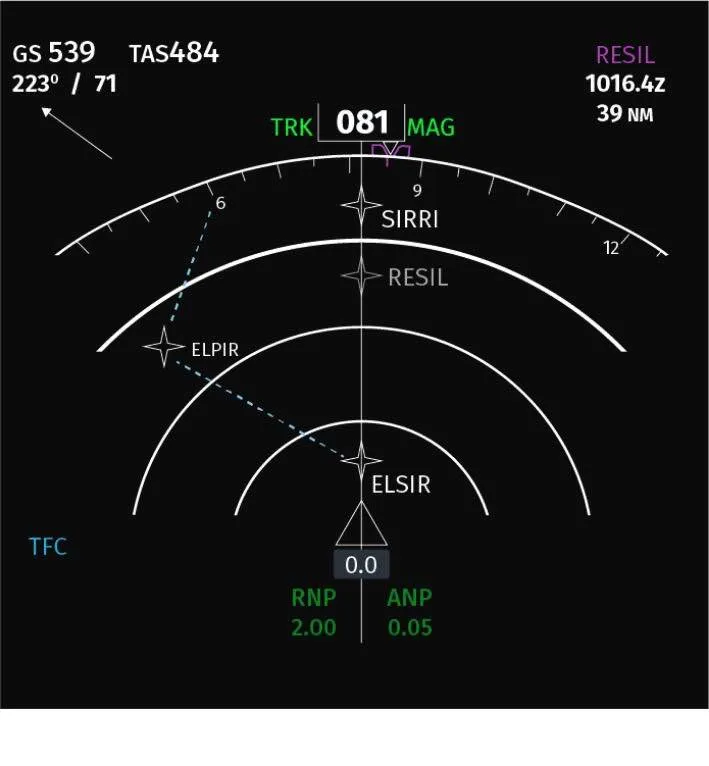 GS 539 TAS484
223⁰ / 71
RESIL
1016.4z
39 NM
TRK 081 MAG
6
9
12
SIRRI
RESIL
ELPIR
ELSIR
TFC
0.0
RNP ANP
2.00 0.05